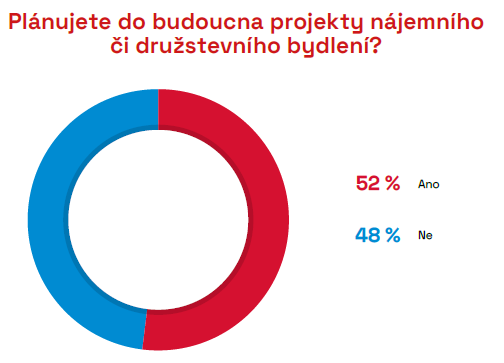 Plánujete do budoucna projekty nájemního
či družstevního bydlení?
52 % Ano
48 % Ne